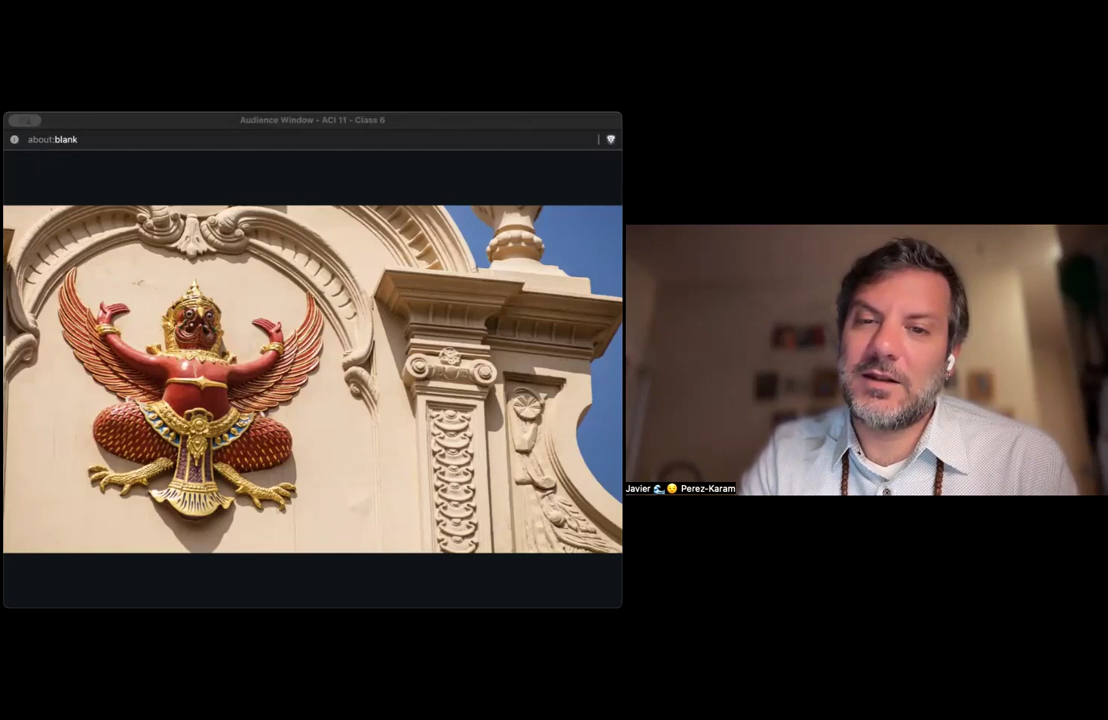 Audience Window - ACI 11 - Class 6
about:blank
Javier 🌊😌 Perez-Karam